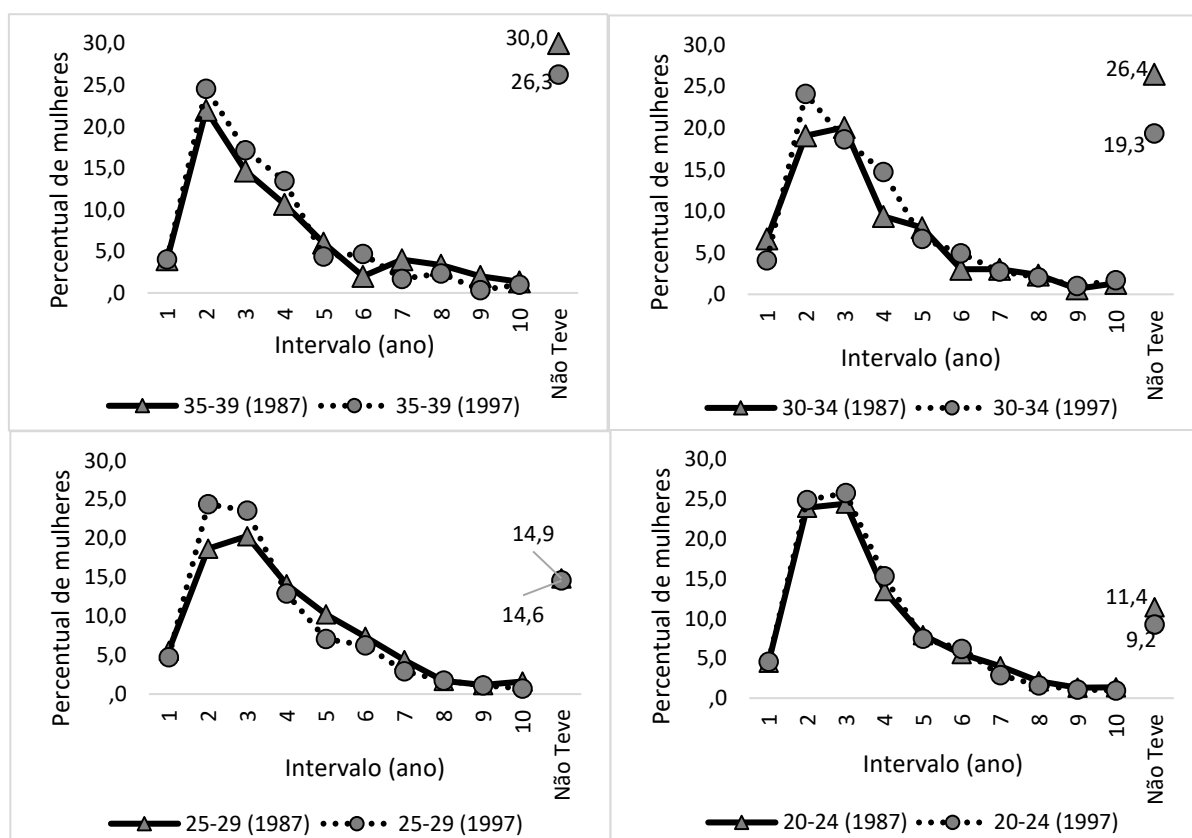 Percentual de mulheres
30,0
25,0
20,0
15,0
10,0
5,0
,0
30,0
26,3
1 2 3 4 5 6 7 8 9 10 Não Teve
Intervalo (ano)
35-39 (1987) 35-39 (1997)
Percentual de mulheres
30,0
25,0
20,0
15,0
10,0
5,0
,0
26,4
19,3
1 2 3 4 5 6 7 8 9 10 Não Teve
Intervalo (ano)
30-34 (1987) 30-34 (1997)
Percentual de mulheres
30,0
25,0
20,0
15,0
10,0
5,0
,0
14,9
14,6
1 2 3 4 5 6 7 8 9 10 Não Teve
Intervalo (ano)
25-29 (1987) 25-29 (1997)
Percentual de mulheres
30,0
25,0
20,0
15,0
10,0
5,0
,0
11,4
9,2
1 2 3 4 5 6 7 8 9 10 Não Teve
Intervalo (ano)
20-24 (1987) 20-24 (1997)